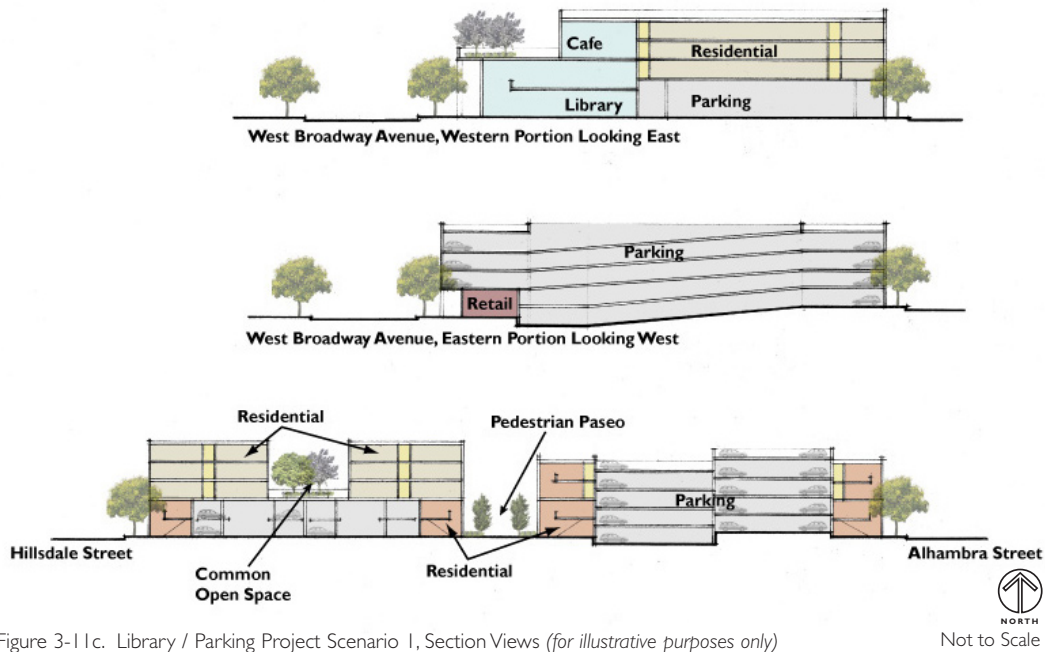 Cafe
Residential
Library
Parking
West Broadway Avenue, Western Portion Looking East
Parking
Retail
West Broadway Avenue, Eastern Portion Looking West
Residential
Pedestrian Paseo
Parking
Hillsdale Street
Alhambra Street
Common
Open Space
Residential
NORTH
Figure 3-11c. Library / Parking Project Scenario 1, Section Views (for illustrative purposes only)
Not to Scale